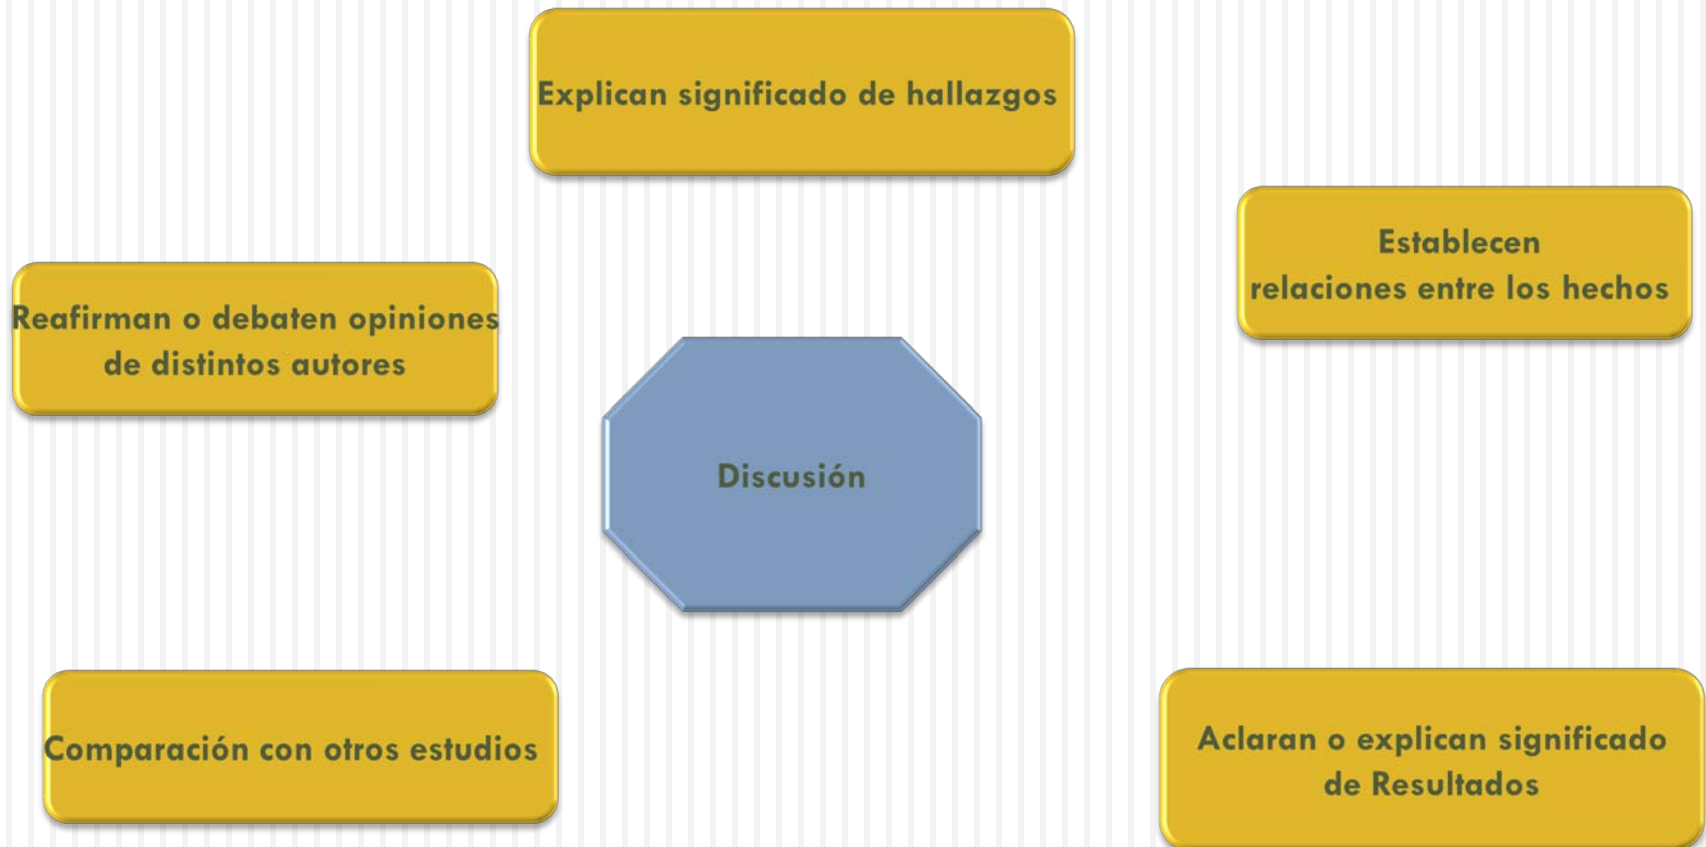 Explican significado de hallazgos
Establecen
relaciones entre los hechos
Reafirman o debaten opiniones
de distintos autores
Discusión
Comparación con otros estudios
Aclaran o explican significado
de Resultados